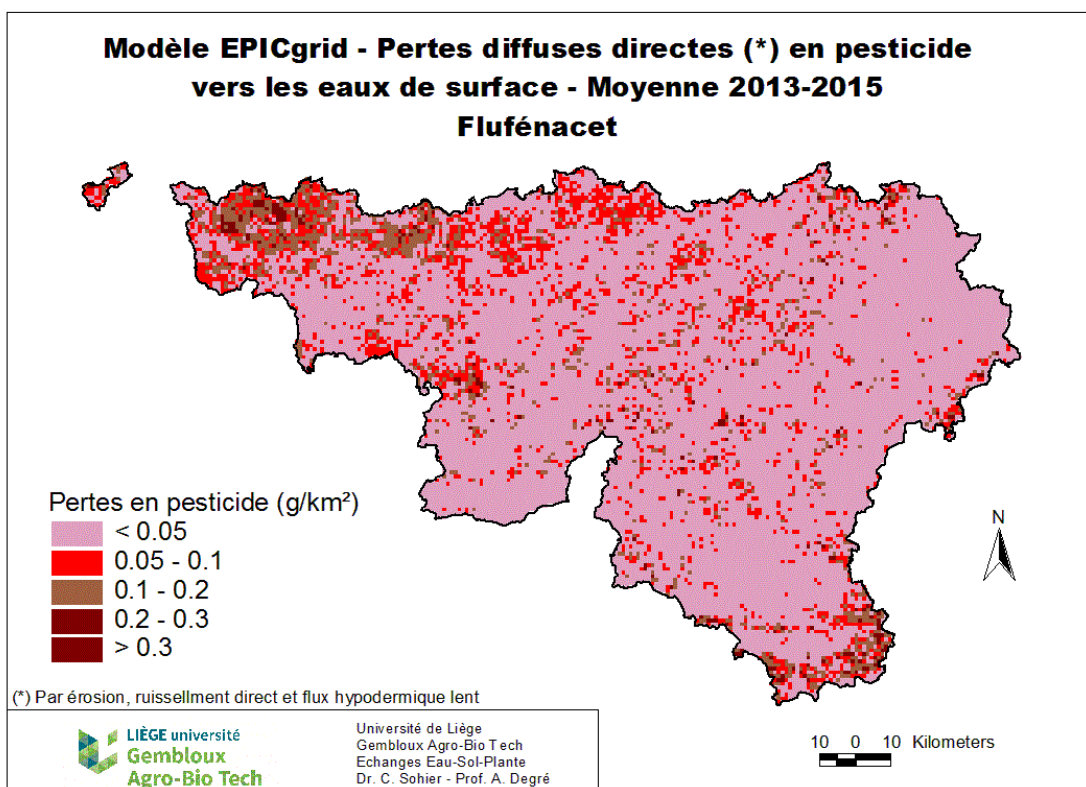 Modèle EPICgrid - Pertes diffuses directes (*) en pesticide
vers les eaux de surface - Moyenne 2013-2015
Flufénacet
Pertes en pesticide (g/km²)
< 0.05
0.05 - 0.1
0.1 - 0.2
0.2 - 0.3
> 0.3
N
(*) Par érosion, ruissellment direct et flux hypodermique lent
LIÈGE université
Gembloux
Agro-Bio Tech
Université de Liège
Gembloux Agro-Bio Tech
Echanges Eau-Sol-Plante
Dr. C. Sohier - Prof. A. Degré
10 0 10 Kilometers